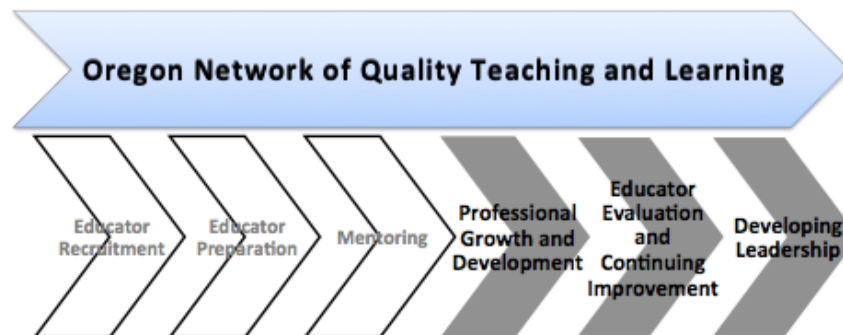 Oregon Network of Quality Teaching and Learning
Educator
Recruitment
Educator
Preparation
Mentoring
Professional
Growth and
Development
Educator
Evaluation
and
Continuing
Improvement
Developing
Leadership